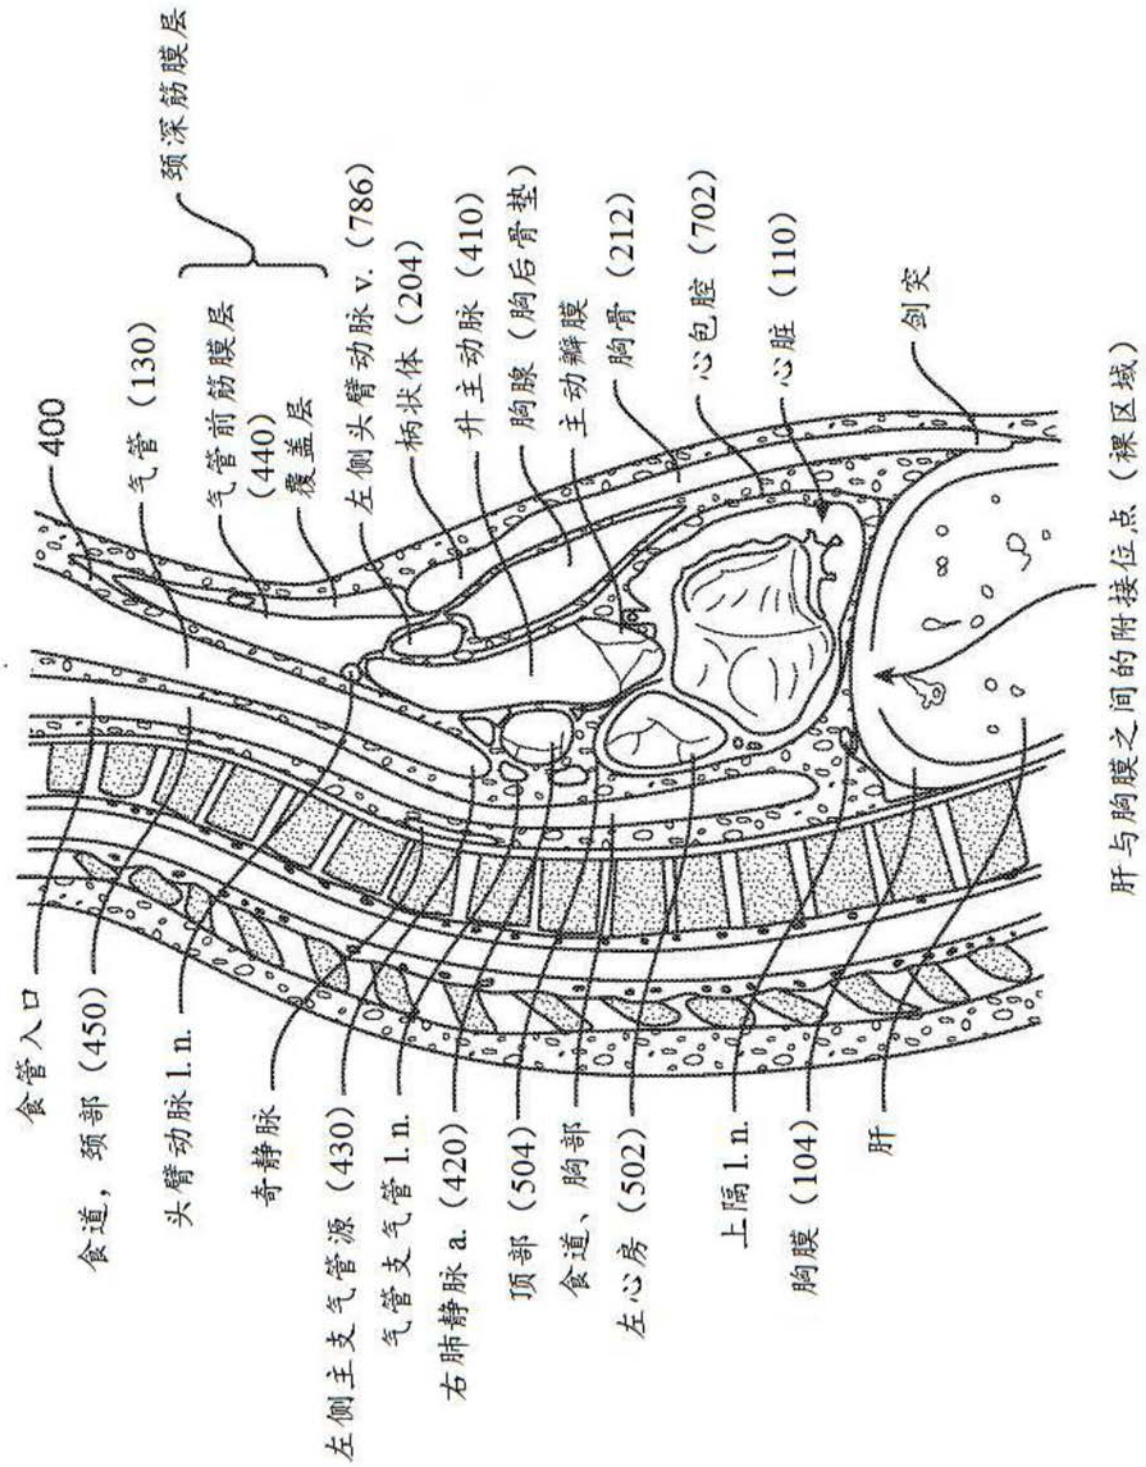 颈深筋膜层
400
气管（130）
气管前筋膜层
（440）
覆盖层
左侧头臂动脉v.（786）
柄状体（204）
升主动脉（410）
胸腺（胸后骨垫）
主动瓣膜
胸骨（212）
心包腔（702）
心脏（110）
剑突
食管入口
食道，颈部（450）
头臂动脉l.n.
奇静脉
左侧主支气管源（430）
气管支气管l.n.
右肺静脉a.（420）
顶部（504）
食道、胸部
左心房（502）
上隔l.n.
胸膜（104）
肝
肝与胸膜之间的附接位点（裸区域）